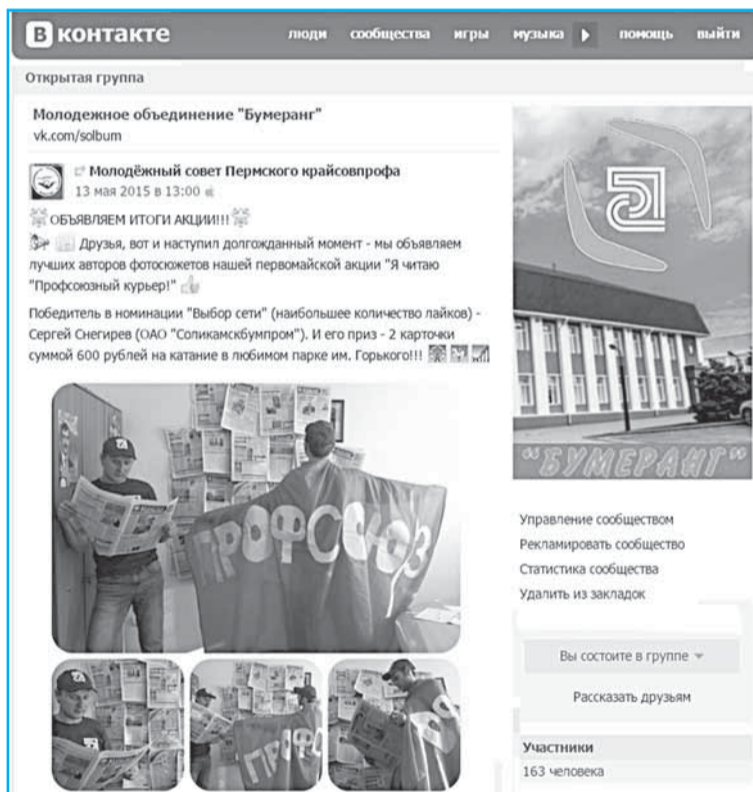 В контакте
люди сообщества игры музыка помощь выйти
Открытая группа
Молодежное объединение "Бумеранг"
vk.com/solbum
Молодёжный совет Пермского крайсовпрофа
13 мая 2015 в 13:00
ОБЪЯВЛЯЕМ ИТОГИ АКЦИИ!!!
Друзья, вот и наступил долгожданный момент - мы объявляем
лучших авторов фотосюжетов нашей первомайской акции "Я читаю
"Профсоюзный курьер!"
Победитель в номинации "Выбор сети" (наибольшее количество лайков) -
Сергей Снегирев (ОАО "Соликамскбумпром"). И его приз - 2 карточки
суммой 600 рублей на катание в любимом парке им. Горького!!!
ПРОФСОЮЗ
ПРОФСО
"БУМЕРАНГ"
Управление сообществом
Рекламировать сообщество
Статистика сообщества
Удалить из закладок
Вы состоите в группе
Рассказать друзьям
Участники
163 человека